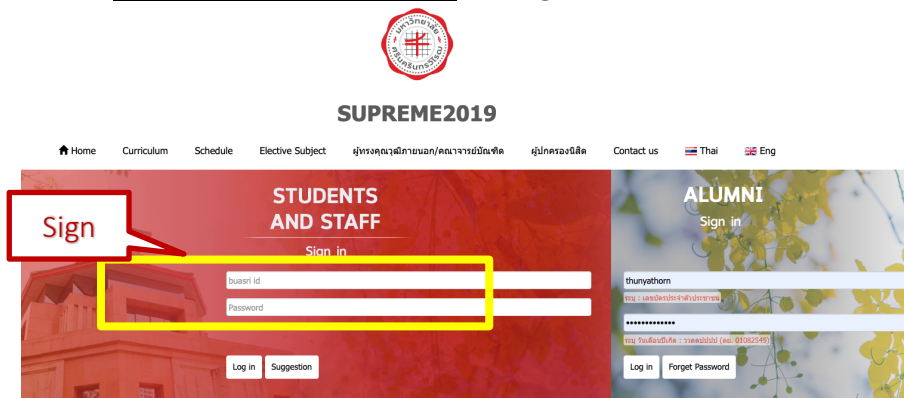 มหาวิทยาลัย
ศรีนครินทรวิโรฒ
SUPREME2019
Home Curriculum Schedule Elective Subject ผู้ทรงคุณวุฒิภายนอก/คณาจารย์บัณฑิต ผู้ปกครองนิสิต Contact us Thai Eng
STUDENTS
AND STAFF
Sign in
buasri id
Password
Log in Suggestion
Sign
ALUMNI
Sign in
thunyathorn
ระบุ : เลขบัตรประจำตัวประชาชน
•••••••••••••
ระบุ วันเดือนปีเกิด : ววดดปปปป (ตย. 01082545)
Log in Forget Password